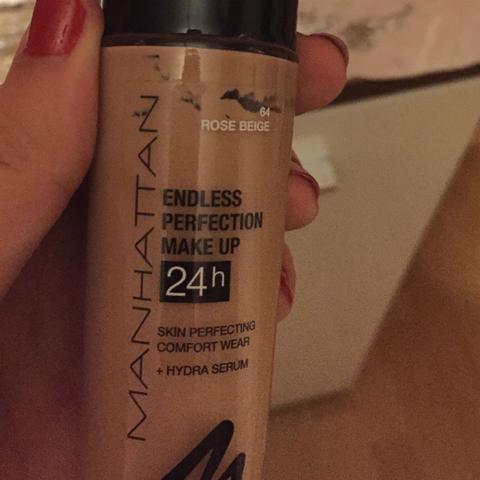 64
ROSE BEIGE
MANHATTAN
ENDLESS
PERFECTION
MAKE UP
24h
SKIN PERFECTING
COMFORT WEAR
+ HYDRA SERUM